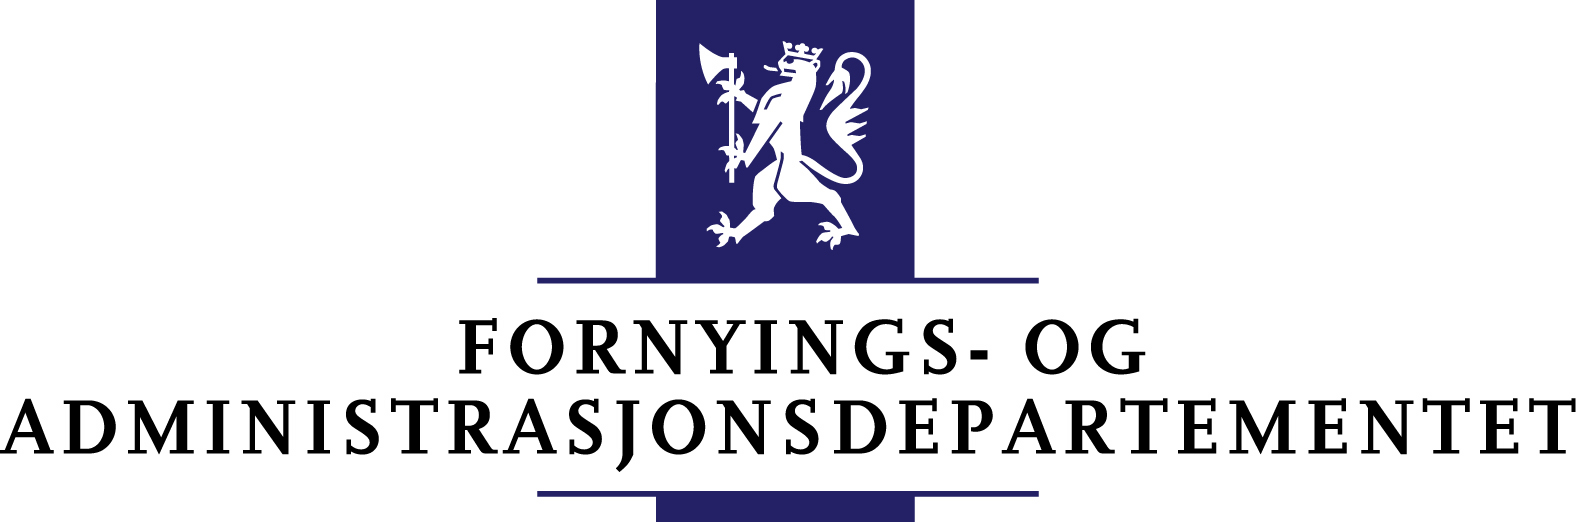 FORNYINGS- OG
ADMINISTRASJONSDEPARTEMENTET